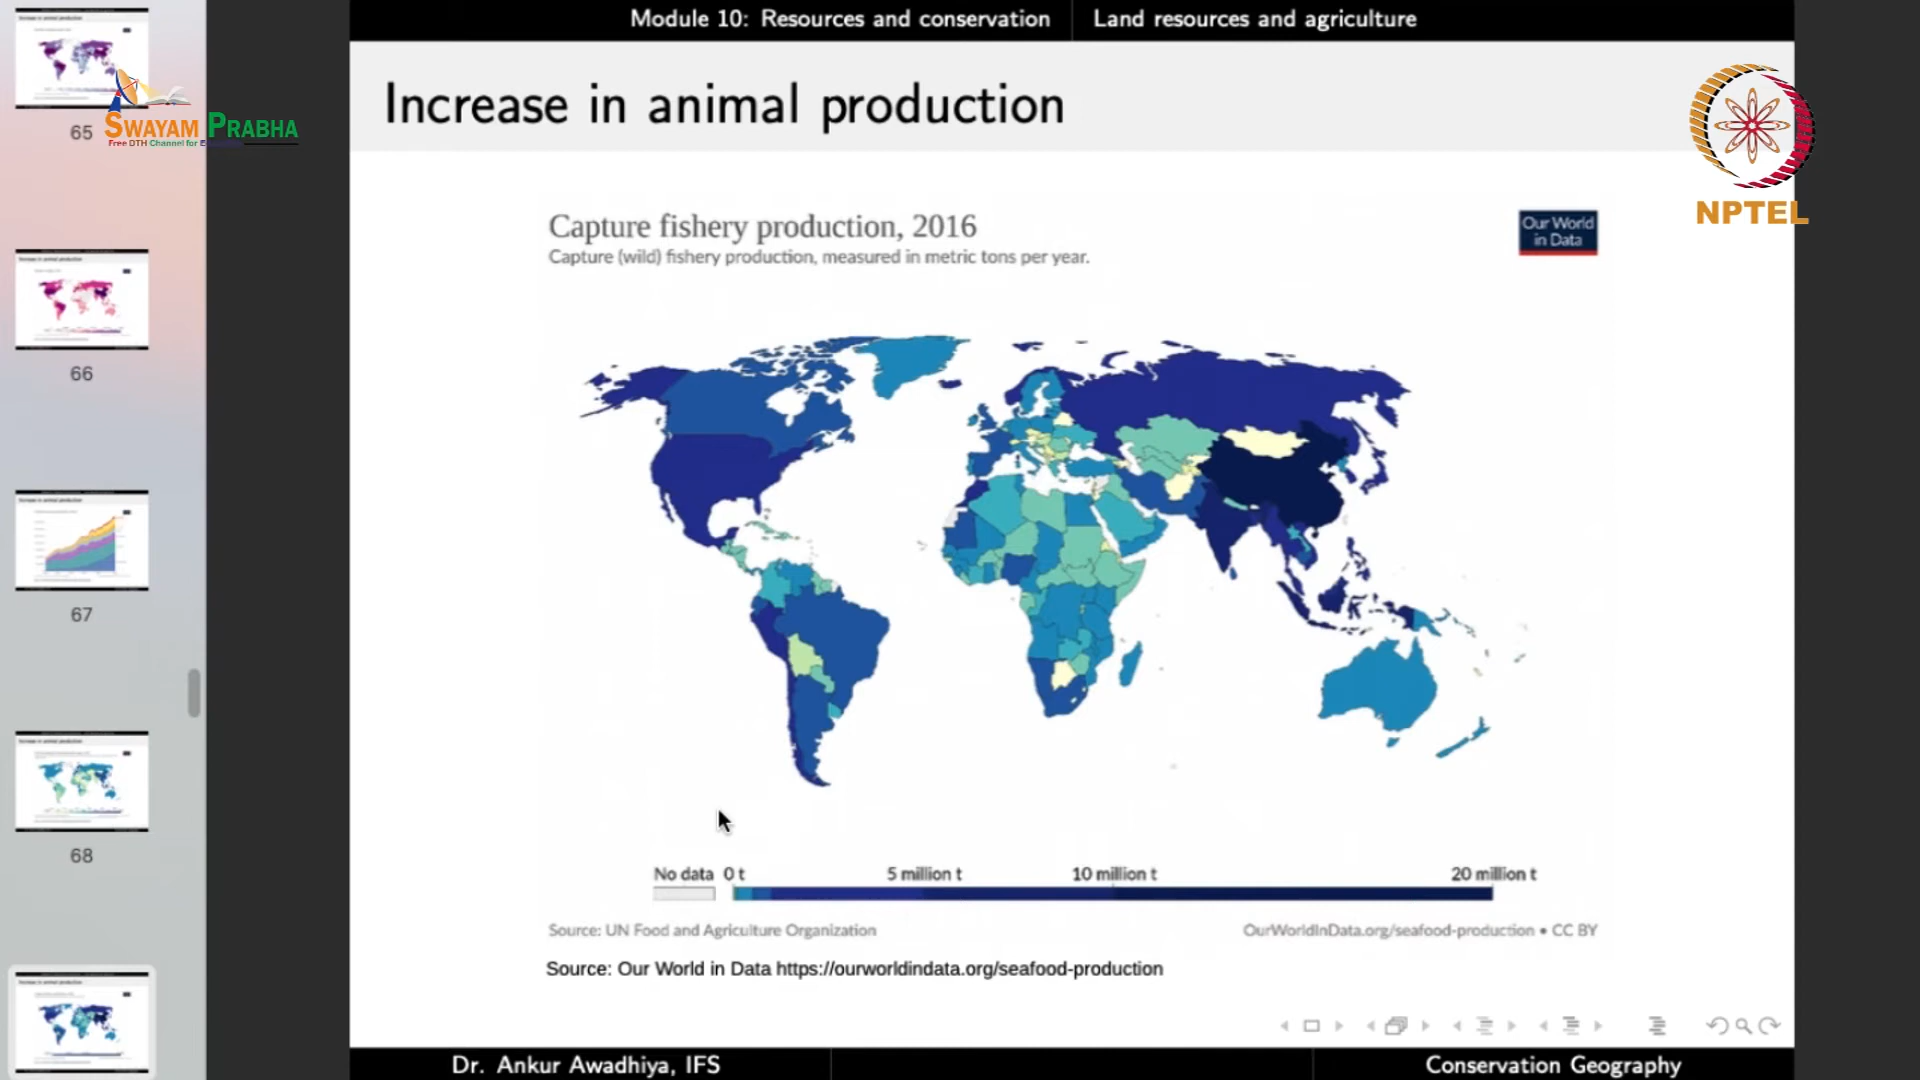 Module 10: Resources and conservation
Land resources and agriculture
Increase in animal production
65
SWAYAM PRABHA
Free DTH Channel for E
NPTEL
Capture fishery production, 2016
Capture (wild) fishery production, measured in metric tons per year.
Our World
in Data
66
67
68
No data 0 t 5 million t 10 million t 20 million t
Source: UN Food and Agriculture Organization
OurWorldInData.org/seafood-production • CC BY
Source: Our World in Data https://ourworldindata.org/seafood-production
Dr. Ankur Awadhiya, IFS
Conservation Geography